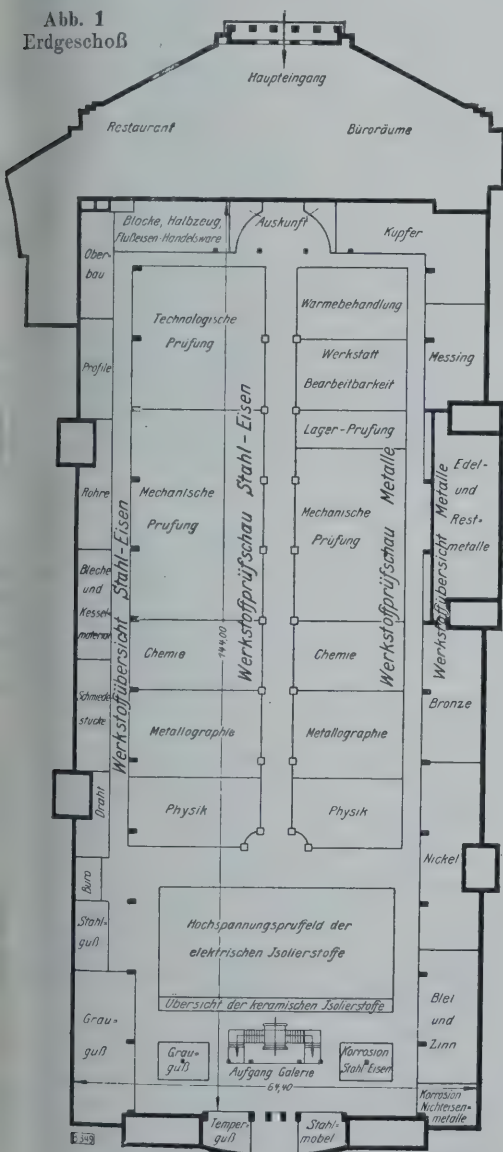 Abb. 1
Erdgeschoß
Haupteingang
Restaurant
Büroräume
Blöcke, Halbzeug,
Flußeisen-Handelsware
Auskunft
Kupfer
Ober-
bau
Technologische
Prüfung
Wärmebehandlung
Werkstatt
Bearbeitbarkeit
Messing
Profile
Lager-Prüfung
Werkstoffübersicht Stahl-Eisen
Werkstoffprüfschau Stahl-Eisen
Werkstoffprüfschau Metalle
Werkstoffübersicht Metalle
Edel-
und
Rest-
metalle
Rohre
Mechanische
Prüfung
Mechanische
Prüfung
Bleche
und
Kessel-
material
144,00
Chemie
Chemie
Schmiede-
stücke
Bronze
Metallographie
Metallographie
Draht
Physik
Physik
Nickel
Büro
Stahl-
guß
Hochspannungsprüffeld der
elektrischen Isolierstoffe
Übersicht der keramischen Isolierstoffe
Blei
und
Zinn
Grau-
guß
Grau-
guß
Aufgang Galerie
Korrosion
Stahl-Eisen
64,40
Korrosion
Nichteisen-
metalle
Temper-
guß
Stahl-
möbel